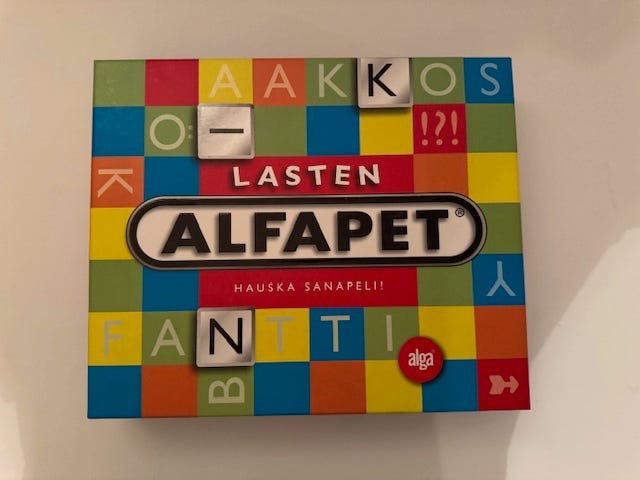 AAKKOS
Ö I !?!
K
LASTEN
ALFAPET®
HAUSKA SANAPELI!
Y
FANTTI
alga®
B